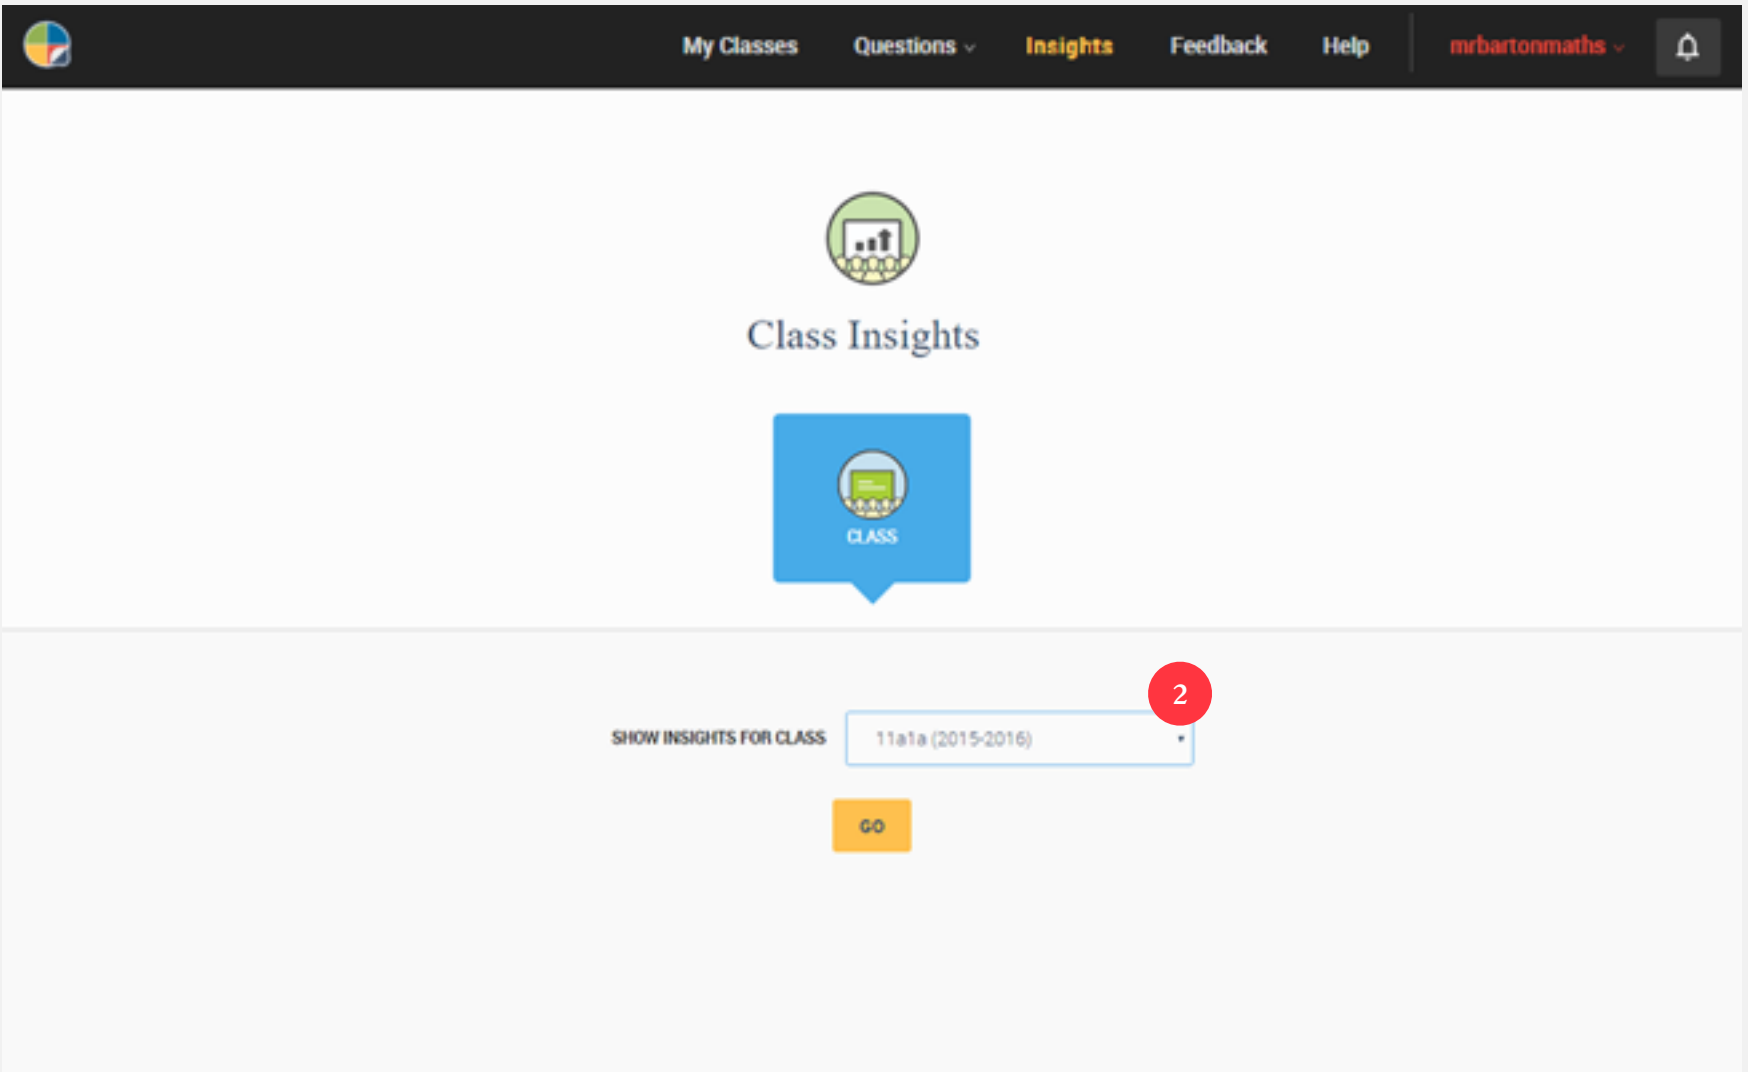 My Classes Questions Insights Feedback Help mrbartonmaths
Class Insights
CLASS
2
SHOW INSIGHTS FOR CLASS 11a1a (2015-2016)
GO